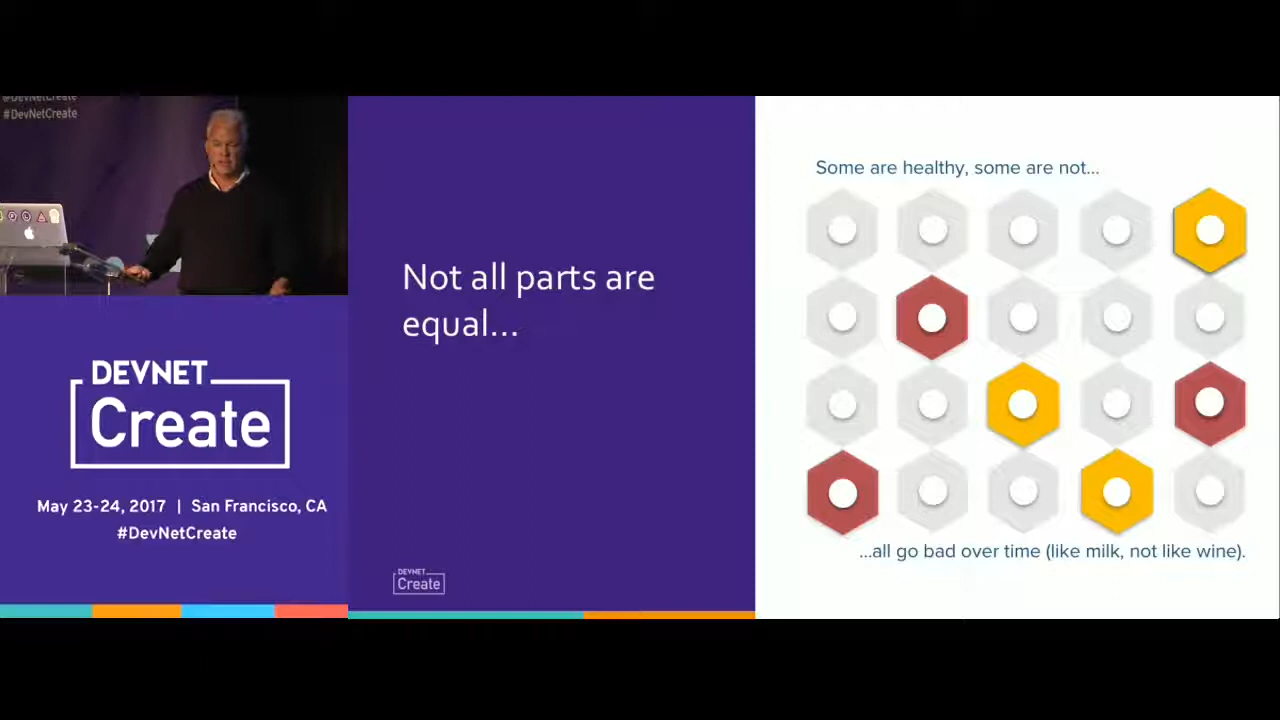 @DevNetCreate
#DevNetCreate
DEVNET
Create
May 23-24, 2017 | San Francisco, CA
#DevNetCreate
Not all parts are
equal...
DEVNET
Create
Some are healthy, some are not...
...all go bad over time (like milk, not like wine).